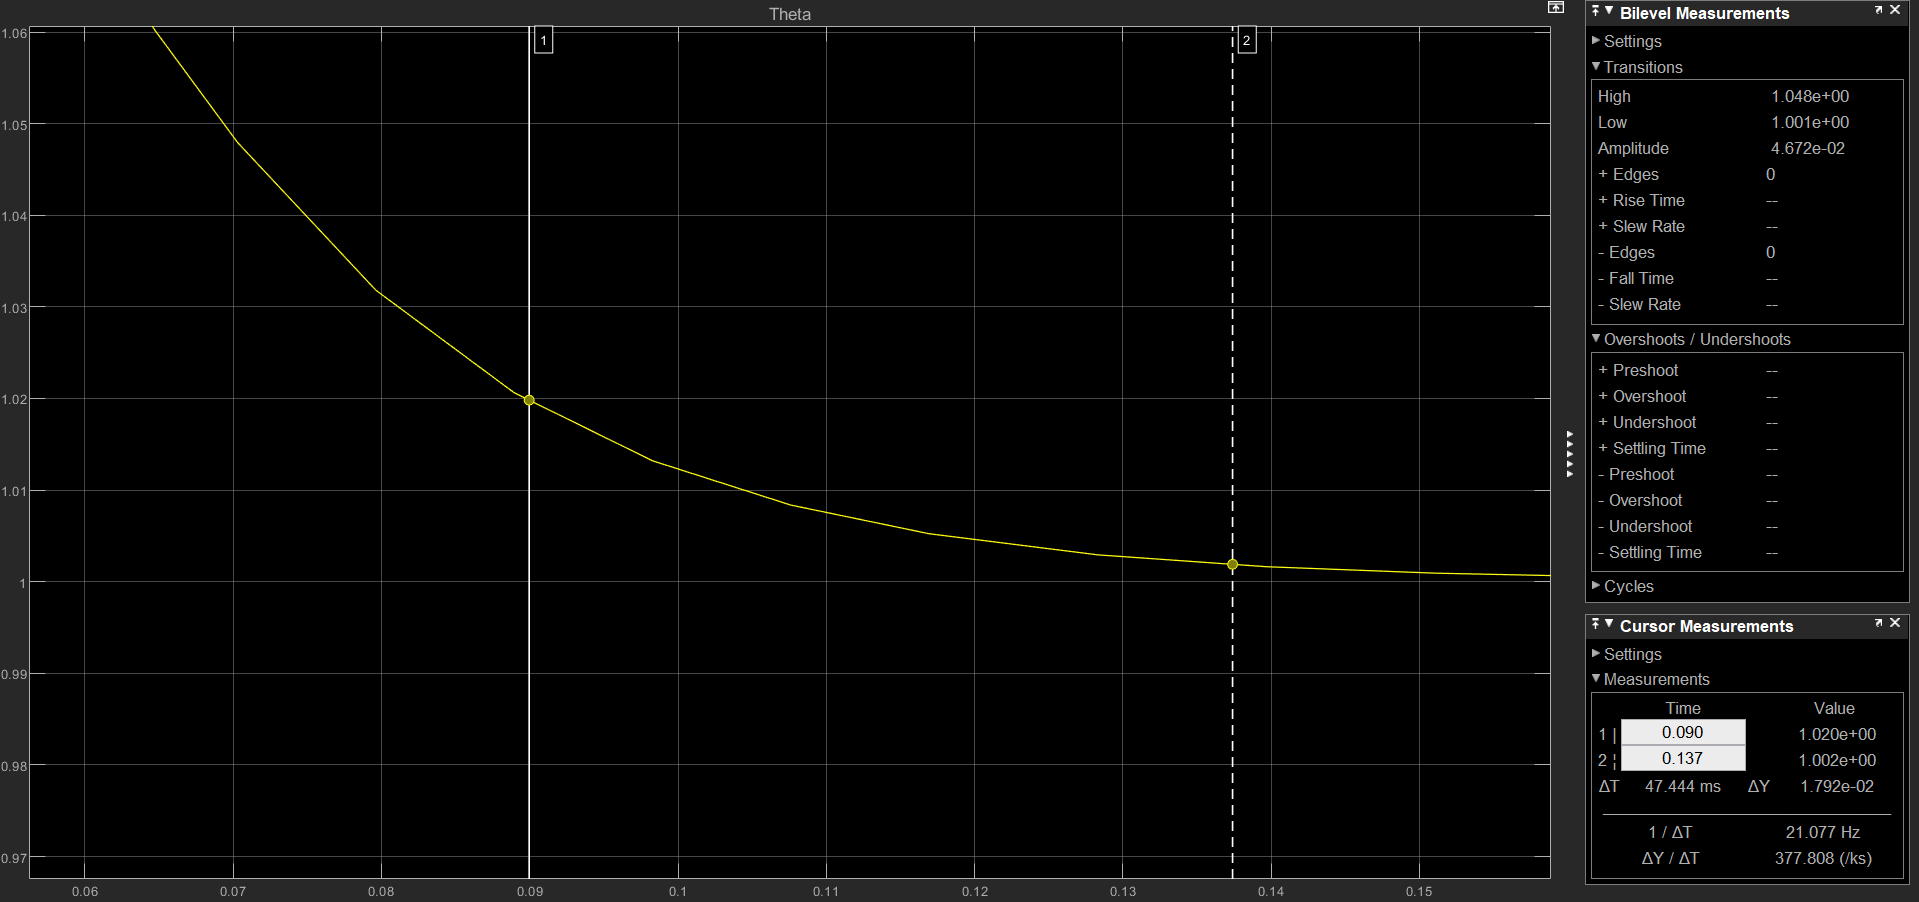 Theta
1.06
1.05
1.04
1.03
1.02
1.01
1
0.99
0.98
0.97
0.06 0.07 0.08 0.09 0.1 0.11 0.12 0.13 0.14 0.15
1
2
Bilevel Measurements
Settings
Transitions
High 1.048e+00
Low 1.001e+00
Amplitude 4.672e-02
+ Edges 0
+ Rise Time --
+ Slew Rate --
- Edges 0
- Fall Time --
- Slew Rate --
Overshoots / Undershoots
+ Preshoot --
+ Overshoot --
+ Undershoot --
+ Settling Time --
- Preshoot --
- Overshoot --
- Undershoot --
- Settling Time --
Cycles
Cursor Measurements
Settings
Measurements
Time Value
1 | 0.090 1.020e+00
2 ¦ 0.137 1.002e+00
ΔT 47.444 ms ΔY 1.792e-02
1 / ΔT 21.077 Hz
ΔY / ΔT 377.808 (/ks)